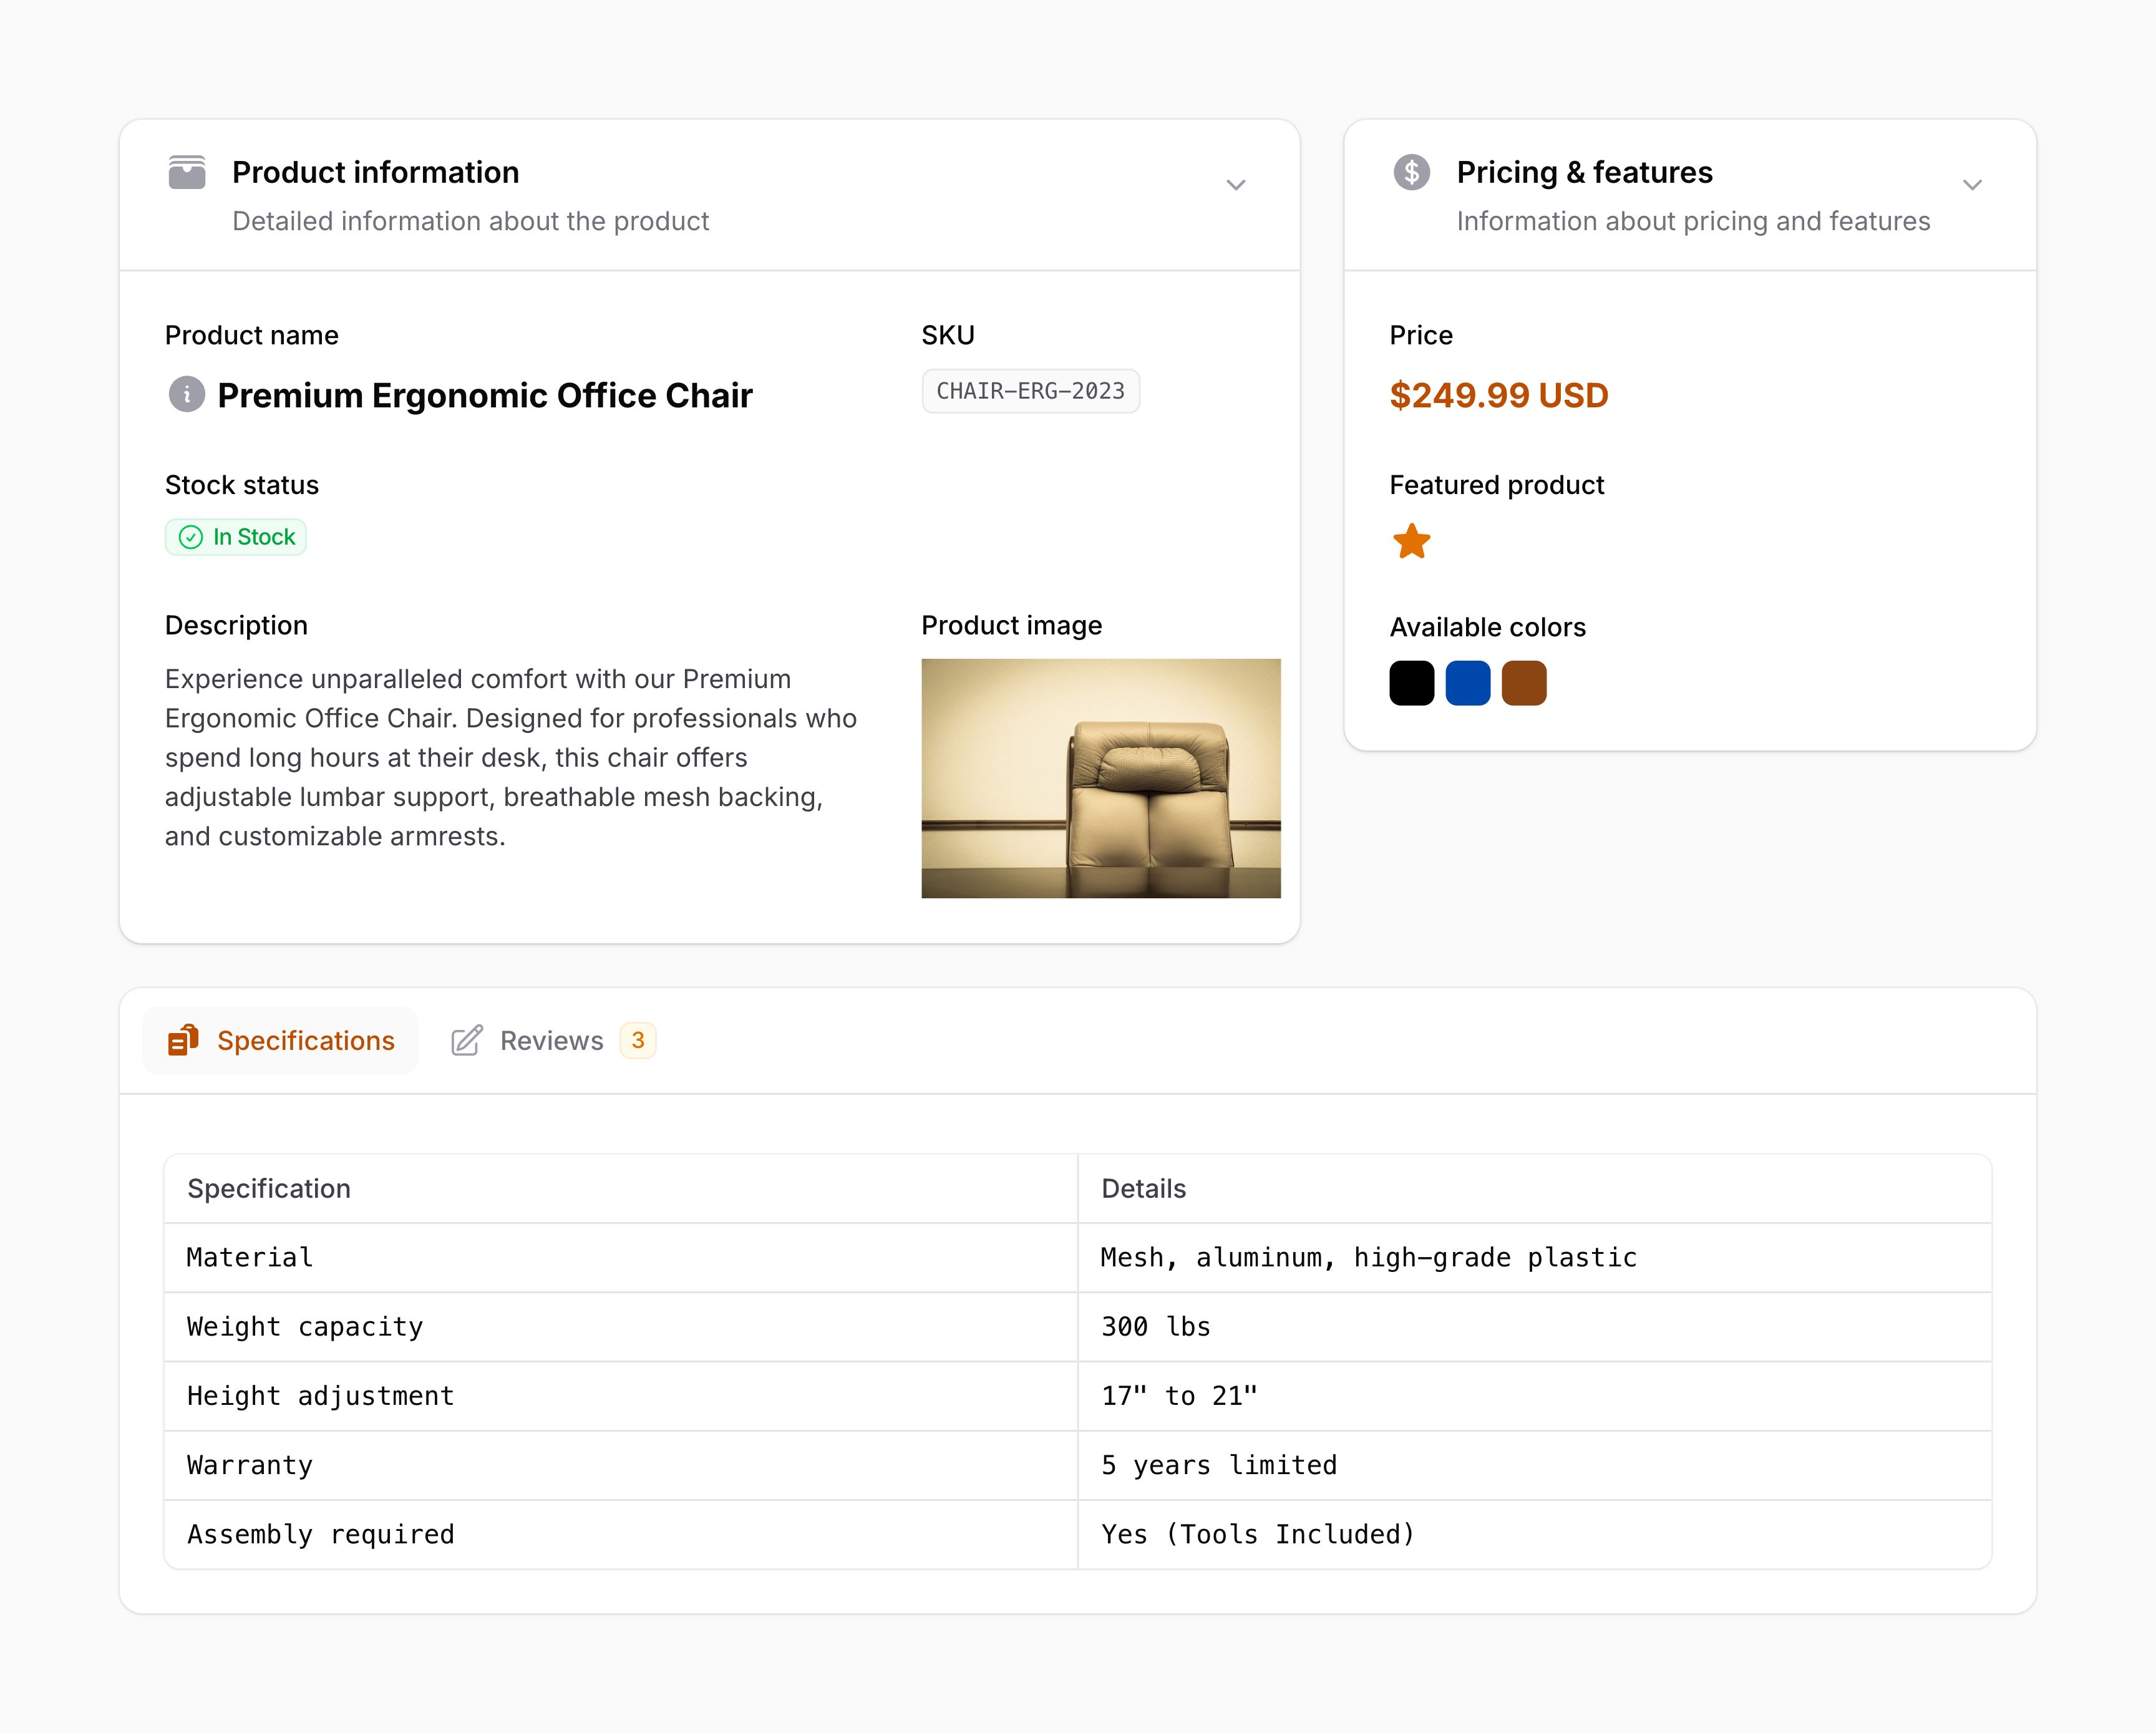 Product information
Detailed information about the product
Product name
Premium Ergonomic Office Chair
SKU
CHAIR-ERG-2023
Stock status
In Stock
Description
Experience unparalleled comfort with our Premium
Ergonomic Office Chair. Designed for professionals who
spend long hours at their desk, this chair offers
adjustable lumbar support, breathable mesh backing,
and customizable armrests.
Product image
Pricing & features
Information about pricing and features
Price
$249.99 USD
Featured product
Available colors
Specifications
Reviews 3
Specification Details
Material Mesh, aluminum, high-grade plastic
Weight capacity 300 lbs
Height adjustment 17" to 21"
Warranty 5 years limited
Assembly required Yes (Tools Included)